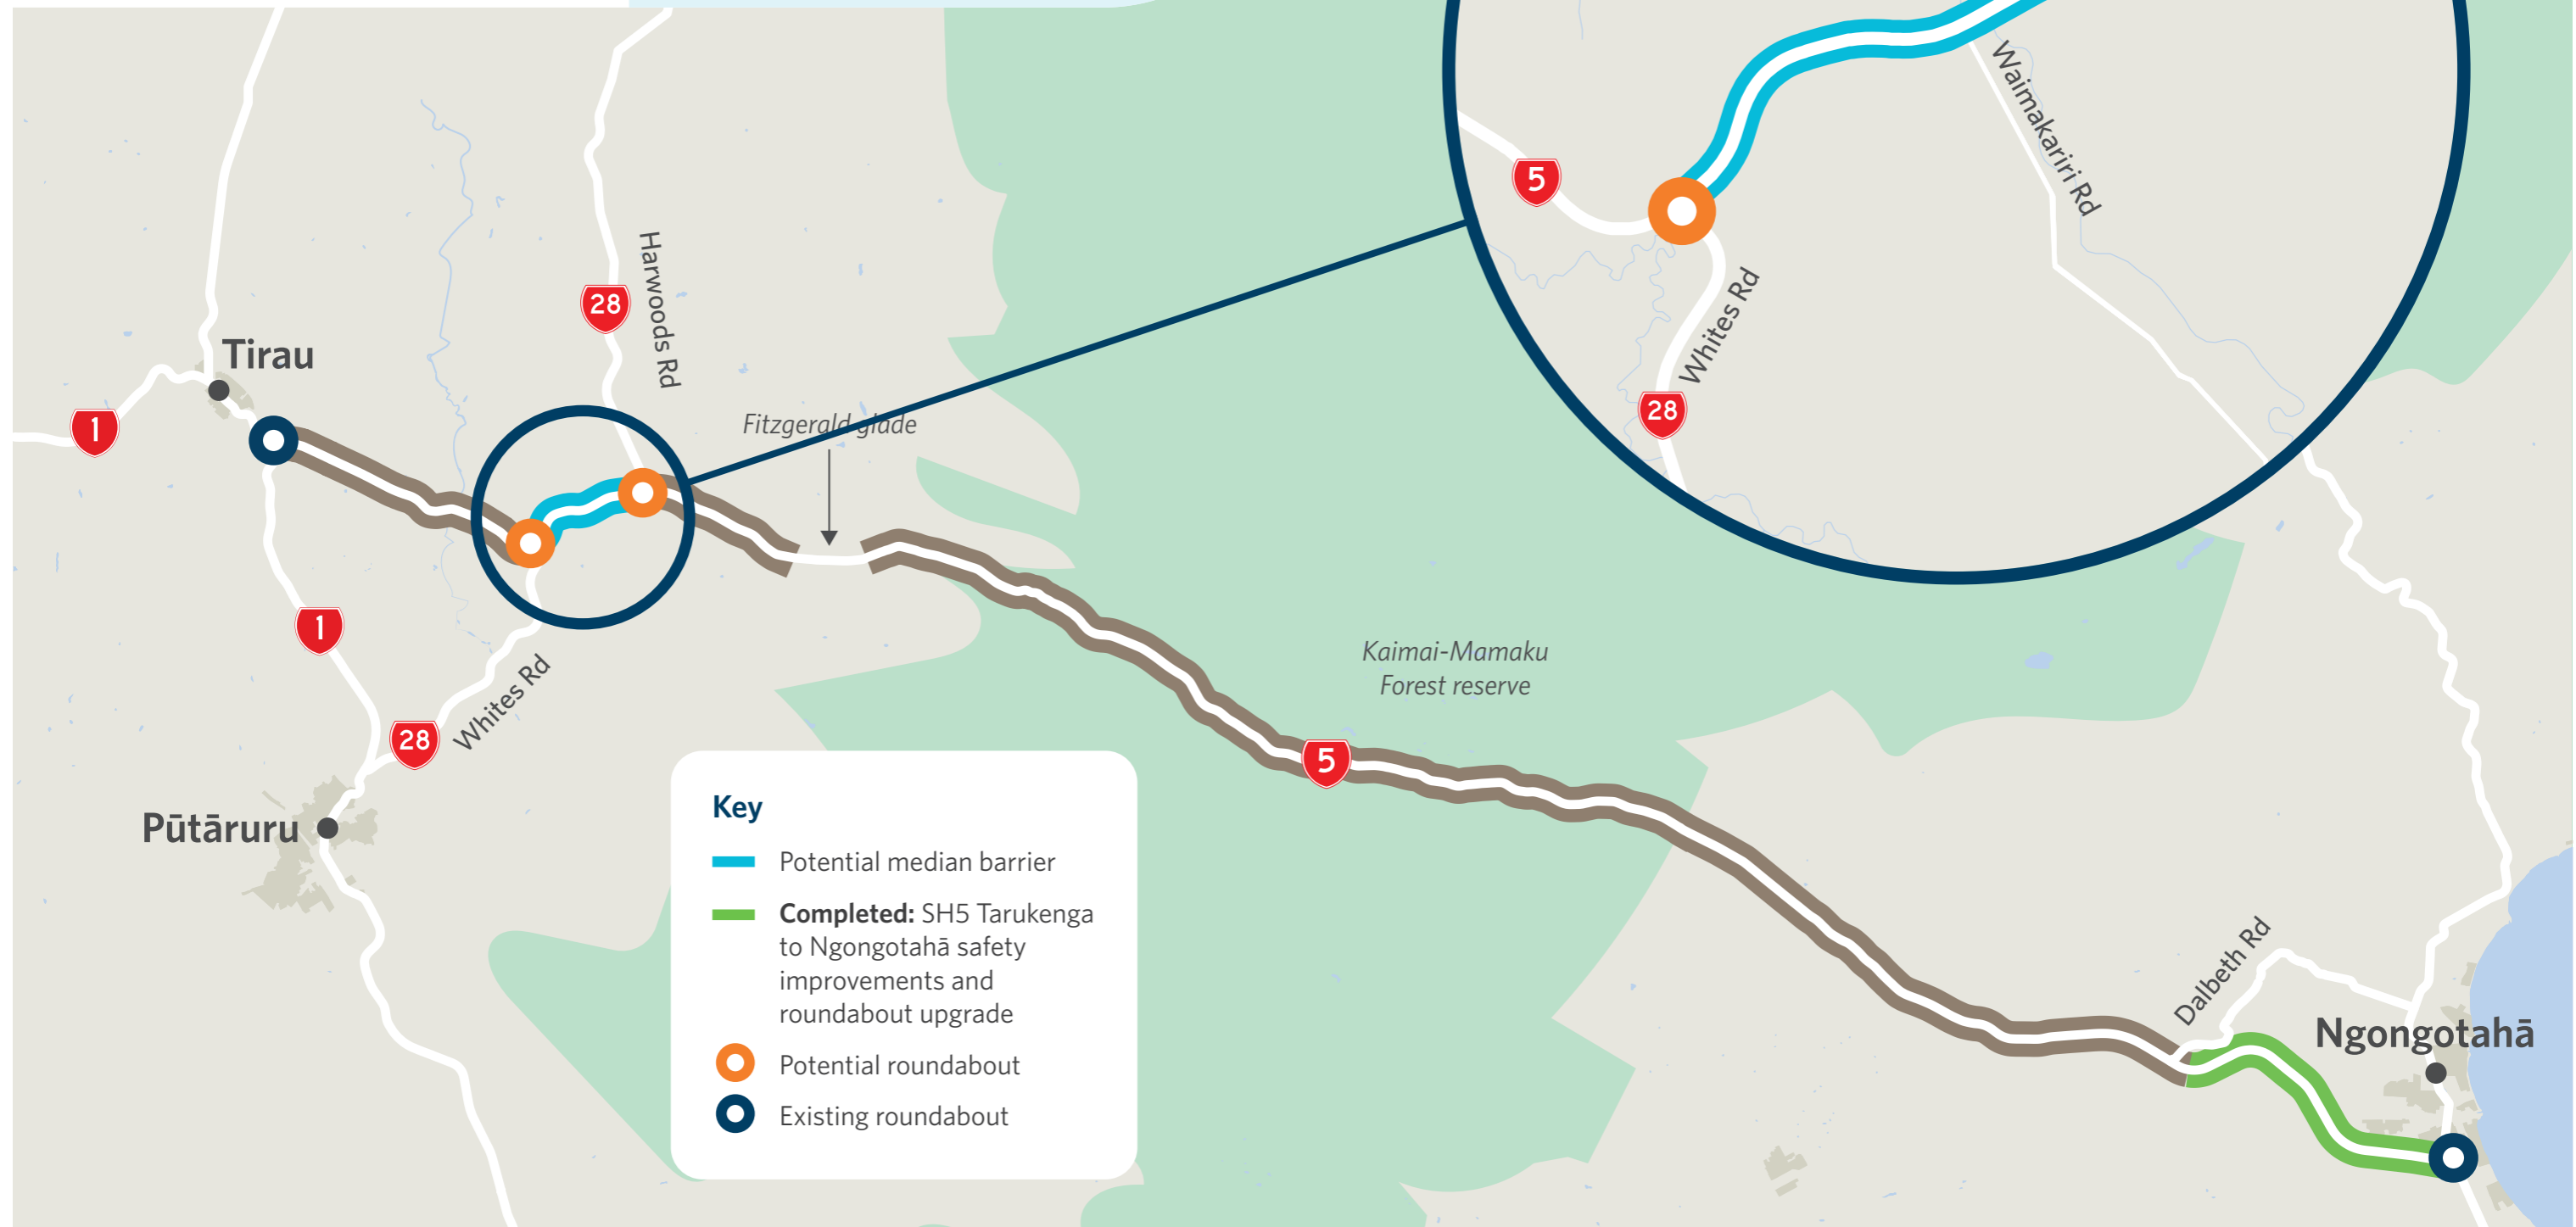 Waimakariri Rd
5
Whites Rd
28
Harwoods Rd
28
Tirau
1
Fitzgerald glade
1
Whites Rd
28
Pūtāruru
Kaimai-Mamaku
Forest reserve
5
Dalbeth Rd
Ngongotahā
Key
Potential median barrier
Completed: SH5 Tarukenga
to Ngongotahā safety
improvements and
roundabout upgrade
Potential roundabout
Existing roundabout